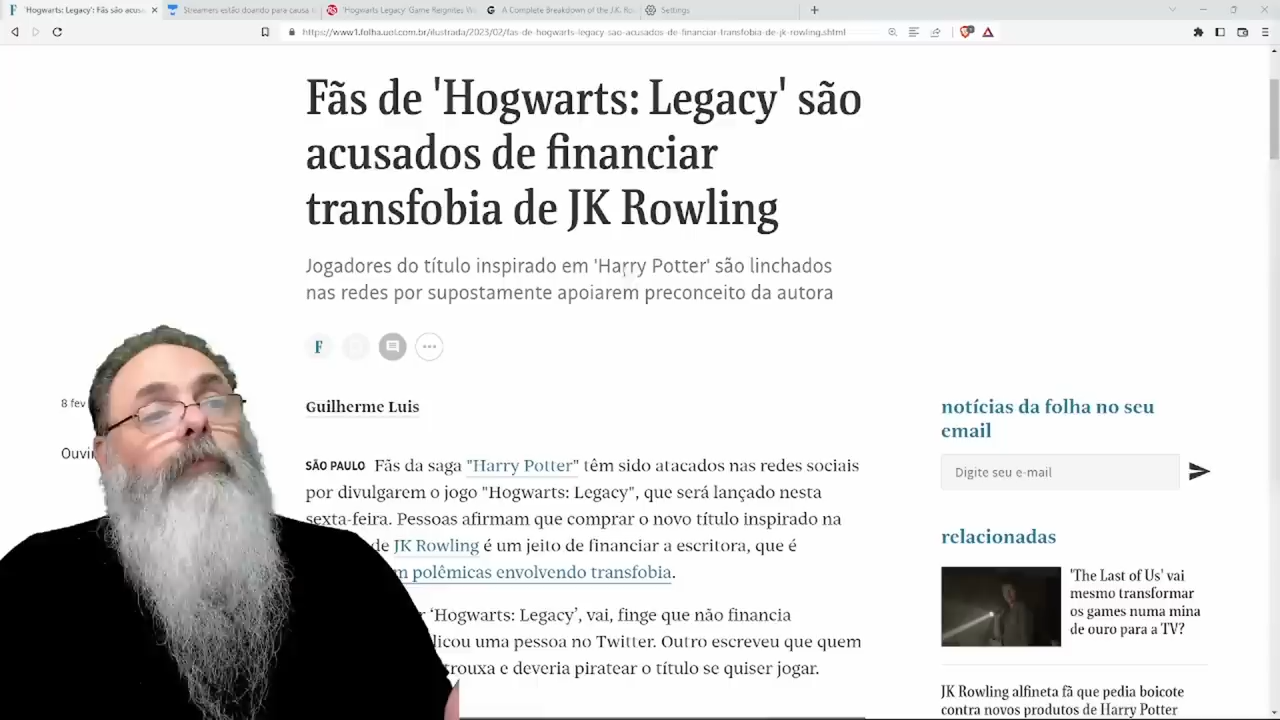 'Hogwarts: Legacy': Fãs são acus
Streamers estão doando para causa
'Hogwarts Legacy' Game Reignites W
A Complete Breakdown of the J.K. Ro
Settings
https://www1.folha.uol.com.br/ilustrada/2023/02/fas-de-hogwarts-legacy-sao-acusados-de-financiar-transfobia-de-jk-rowling.shtml
Fãs de 'Hogwarts: Legacy' são
acusados de financiar
transfobia de JK Rowling
Jogadores do título inspirado em 'Harry Potter' são linchados
nas redes por supostamente apoiarem preconceito da autora
F
8 fev
Ouvir
Guilherme Luis
SÃO PAULO Fãs da saga "Harry Potter" têm sido atacados nas redes sociais
por divulgarem o jogo "Hogwarts: Legacy", que será lançado nesta
sexta-feira. Pessoas afirmam que comprar o novo título inspirado na
de JK Rowling é um jeito de financiar a escritora, que é
m polêmicas envolvendo transfobia.
r 'Hogwarts: Legacy', vai, finge que não financia
licou uma pessoa no Twitter. Outro escreveu que quem
rouxa e deveria piratear o título se quiser jogar.
notícias da folha no seu
email
Digite seu e-mail
relacionadas
'The Last of Us' vai
mesmo transformar
os games numa mina
de ouro para a TV?
JK Rowling alfineta fã que pedia boicote
contra novos produtos de Harry Potter